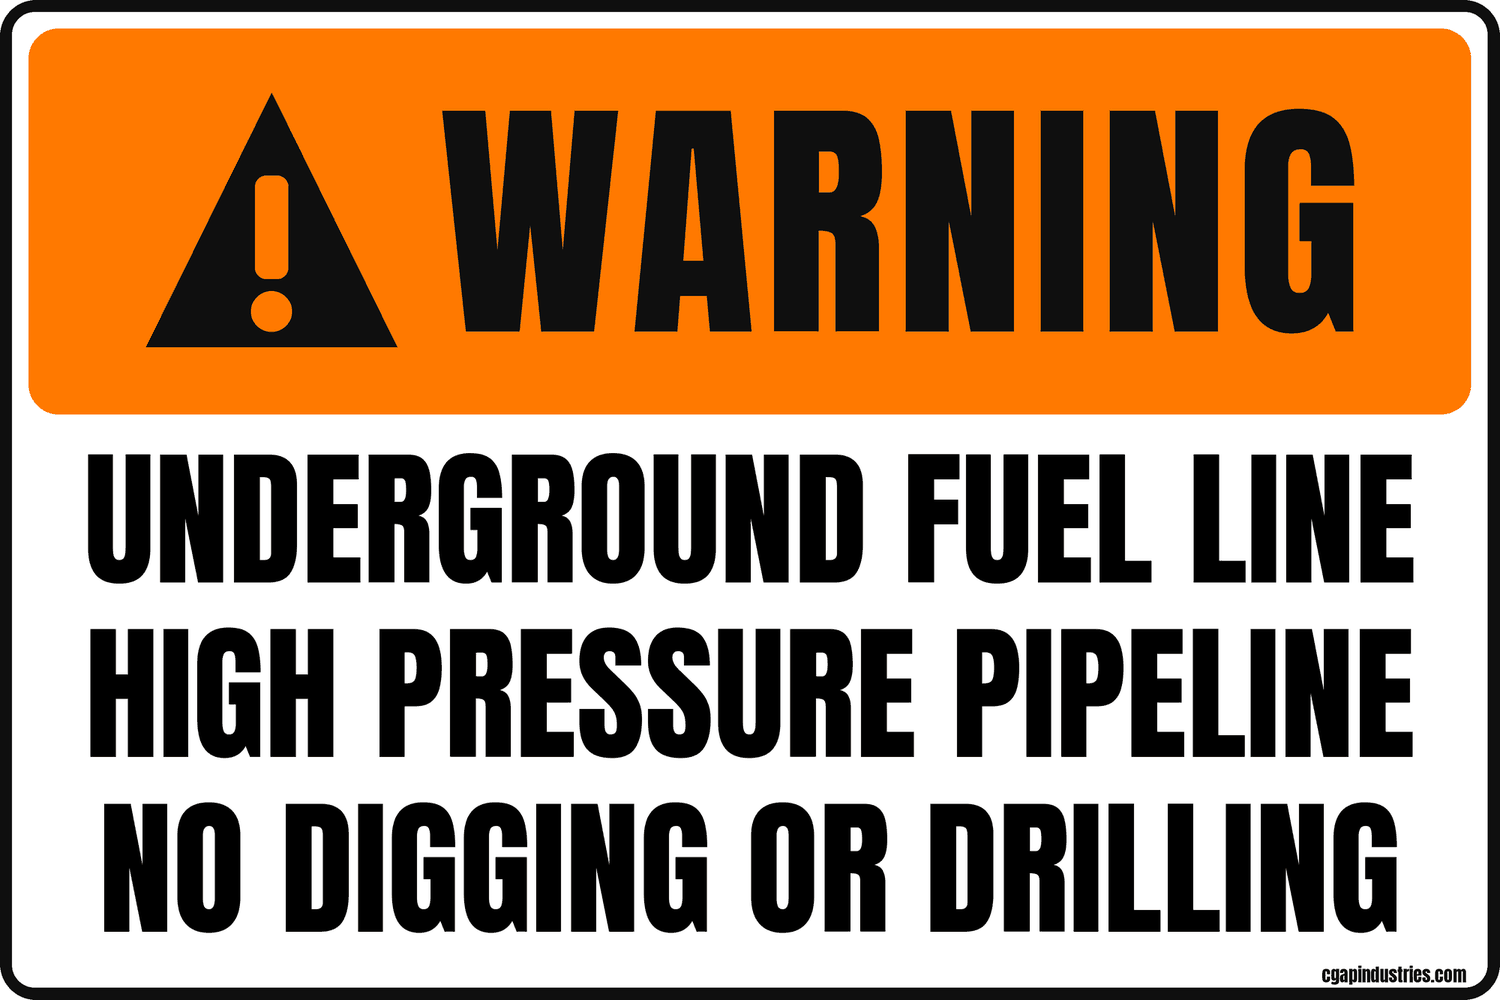 WARNING
UNDERGROUND FUEL LINE
HIGH PRESSURE PIPELINE
NO DIGGING OR DRILLING
cgapindustries.com